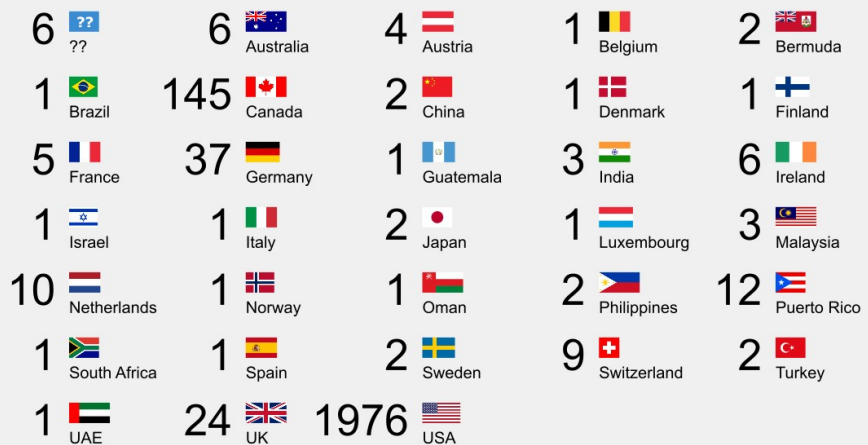 6 ?? ??
6 Australia
4 Austria
1 Belgium
2 Bermuda
1 Brazil
145 Canada
2 China
1 Denmark
1 Finland
5 France
37 Germany
1 Guatemala
3 India
6 Ireland
1 Israel
1 Italy
2 Japan
1 Luxembourg
3 Malaysia
10 Netherlands
1 Norway
1 Oman
2 Philippines
12 Puerto Rico
1 South Africa
1 Spain
2 Sweden
9 Switzerland
2 Turkey
1 UAE
24 UK
1976 USA